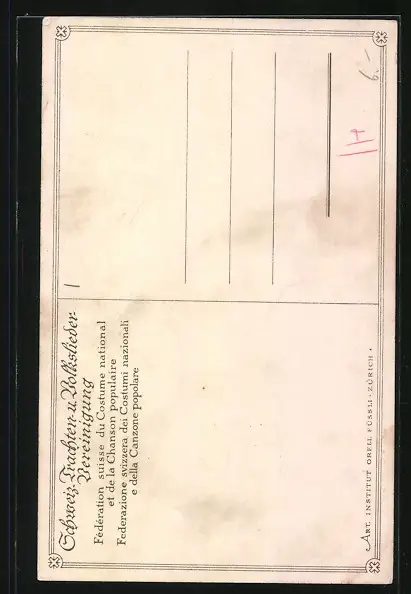 Schweiz. Trachten- u. Volkslieder-
Vereinigung
Fédération suisse du Costume national
et de la Chanson populaire
Federazione svizzera dei Costumi nazionali
e della Canzone popolare
ART. INSTITUT ORELL FÜSSLI · ZÜRICH ·
6.–